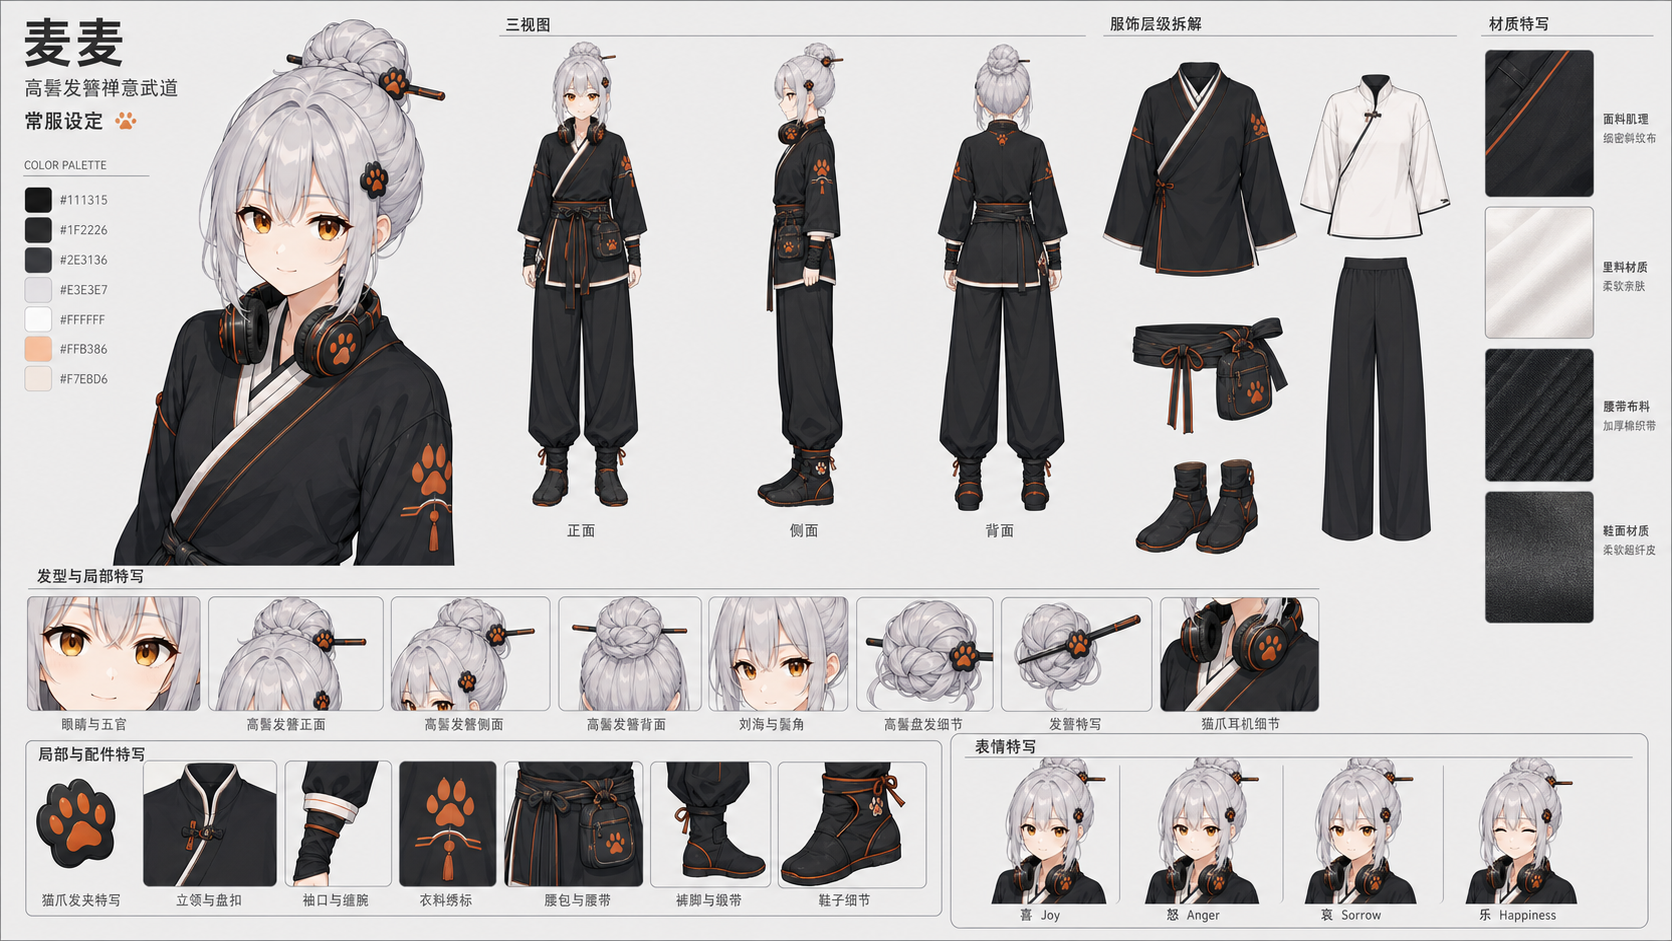 麦麦
高髻发簪禅意武道
常服设定
COLOR PALETTE
#111315
#1F2226
#2E3136
#E3E3E7
#FFFFFF
#FFB386
#F7EBD6
三视图
正面
侧面
背面
服饰层级拆解
材质特写
面料肌理
细密斜纹布
里料材质
柔软亲肤
腰带布料
加厚棉织带
鞋面材质
柔软超纤皮
发型与局部特写
眼睛与五官
高髻发簪正面
高髻发簪侧面
高髻发簪背面
刘海与鬓角
高髻盘发细节
发簪特写
猫爪耳机细节
局部与配件特写
猫爪发夹特写
立领与盘扣
袖口与缠腕
衣料绣标
腰包与腰带
裤脚与缎带
鞋子细节
表情特写
喜 Joy
怒 Anger
哀 Sorrow
乐 Happiness